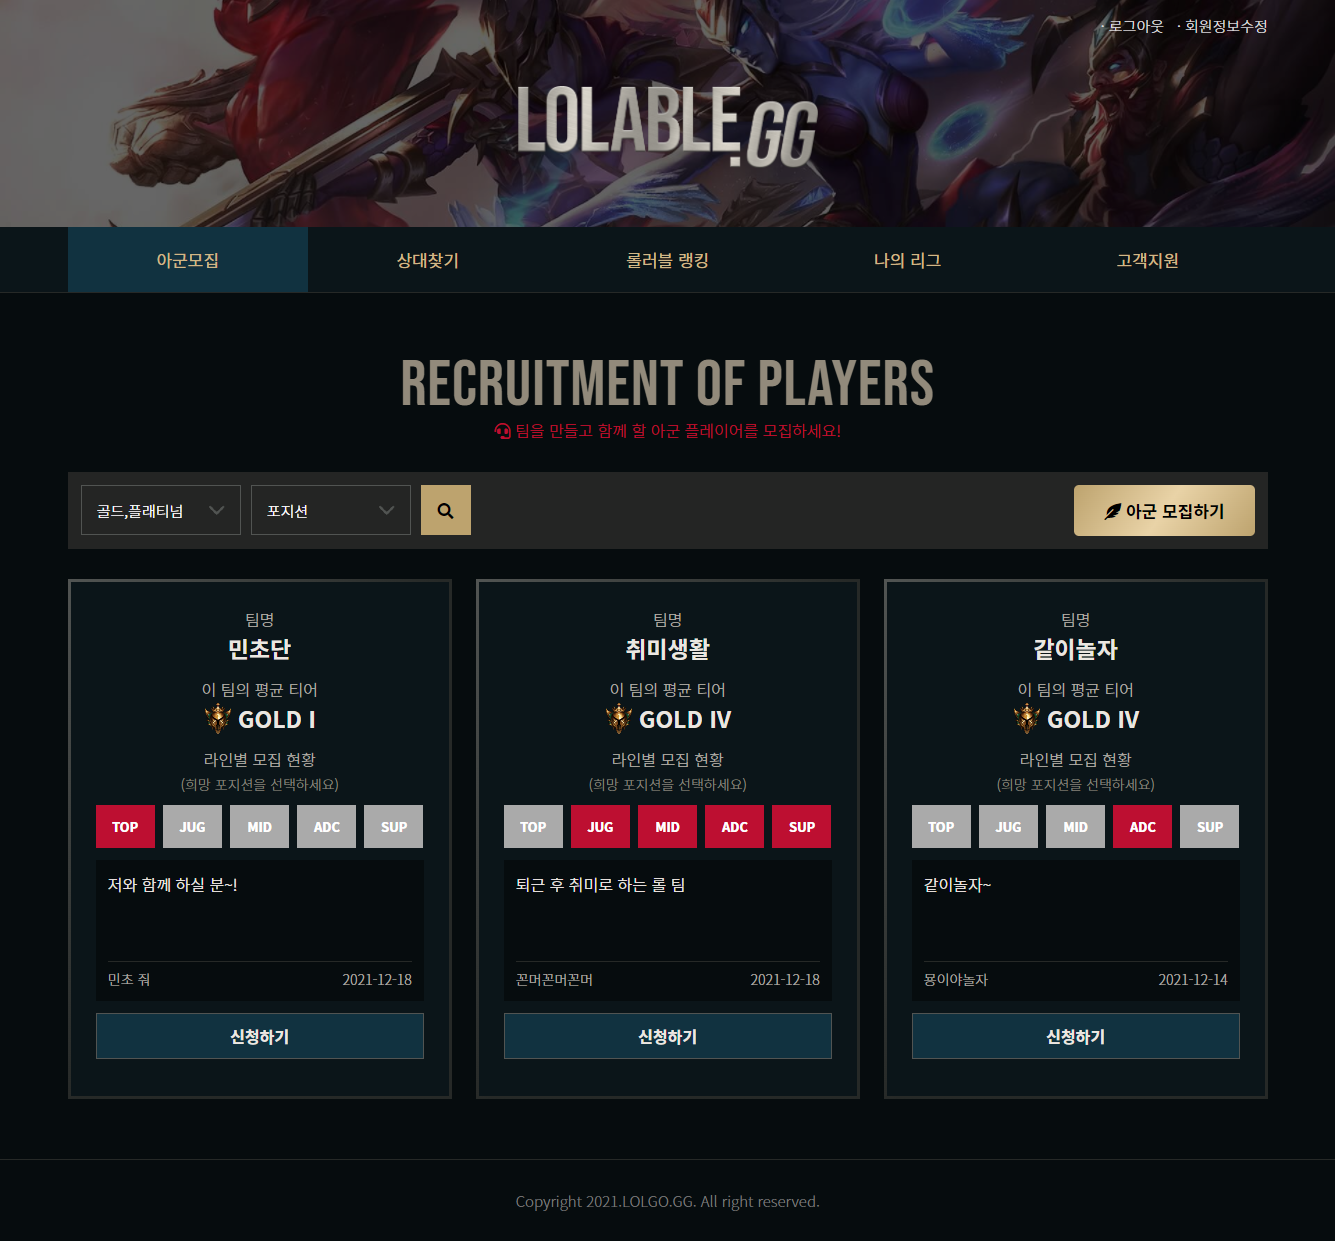 · 로그아웃 · 회원정보수정
LOLABLE.GG
아군모집 상대찾기 롤러블 랭킹 나의 리그 고객지원
RECRUITMENT OF PLAYERS
팀을 만들고 함께 할 아군 플레이어를 모집하세요!
골드,플래티넘 포지션 아군 모집하기
팀명
민초단
이 팀의 평균 티어
GOLD I
라인별 모집 현황
(희망 포지션을 선택하세요)
TOP JUG MID ADC SUP
저와 함께 하실 분~!
민초 줘 2021-12-18
신청하기
팀명
취미생활
이 팀의 평균 티어
GOLD IV
라인별 모집 현황
(희망 포지션을 선택하세요)
TOP JUG MID ADC SUP
퇴근 후 취미로 하는 롤 팀
꼰머꼰머꼰머 2021-12-18
신청하기
팀명
같이놀자
이 팀의 평균 티어
GOLD IV
라인별 모집 현황
(희망 포지션을 선택하세요)
TOP JUG MID ADC SUP
같이놀자~
묭이야놀자 2021-12-14
신청하기
Copyright 2021.LOLGO.GG. All right reserved.